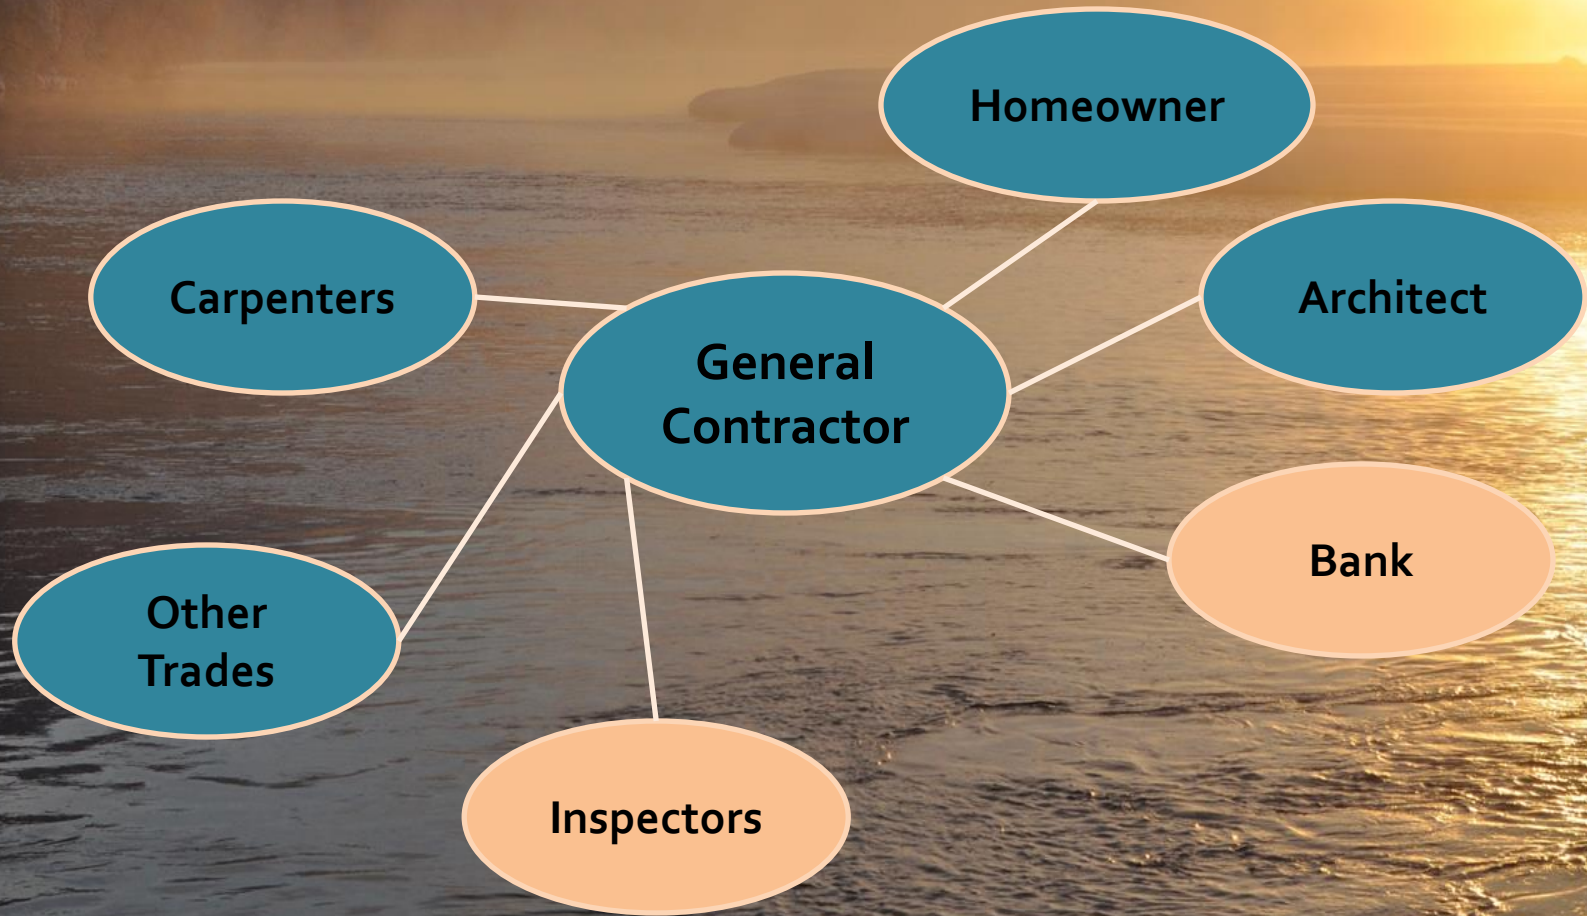 Homeowner
Carpenters
Architect
General
Contractor
Bank
Other
Trades
Inspectors